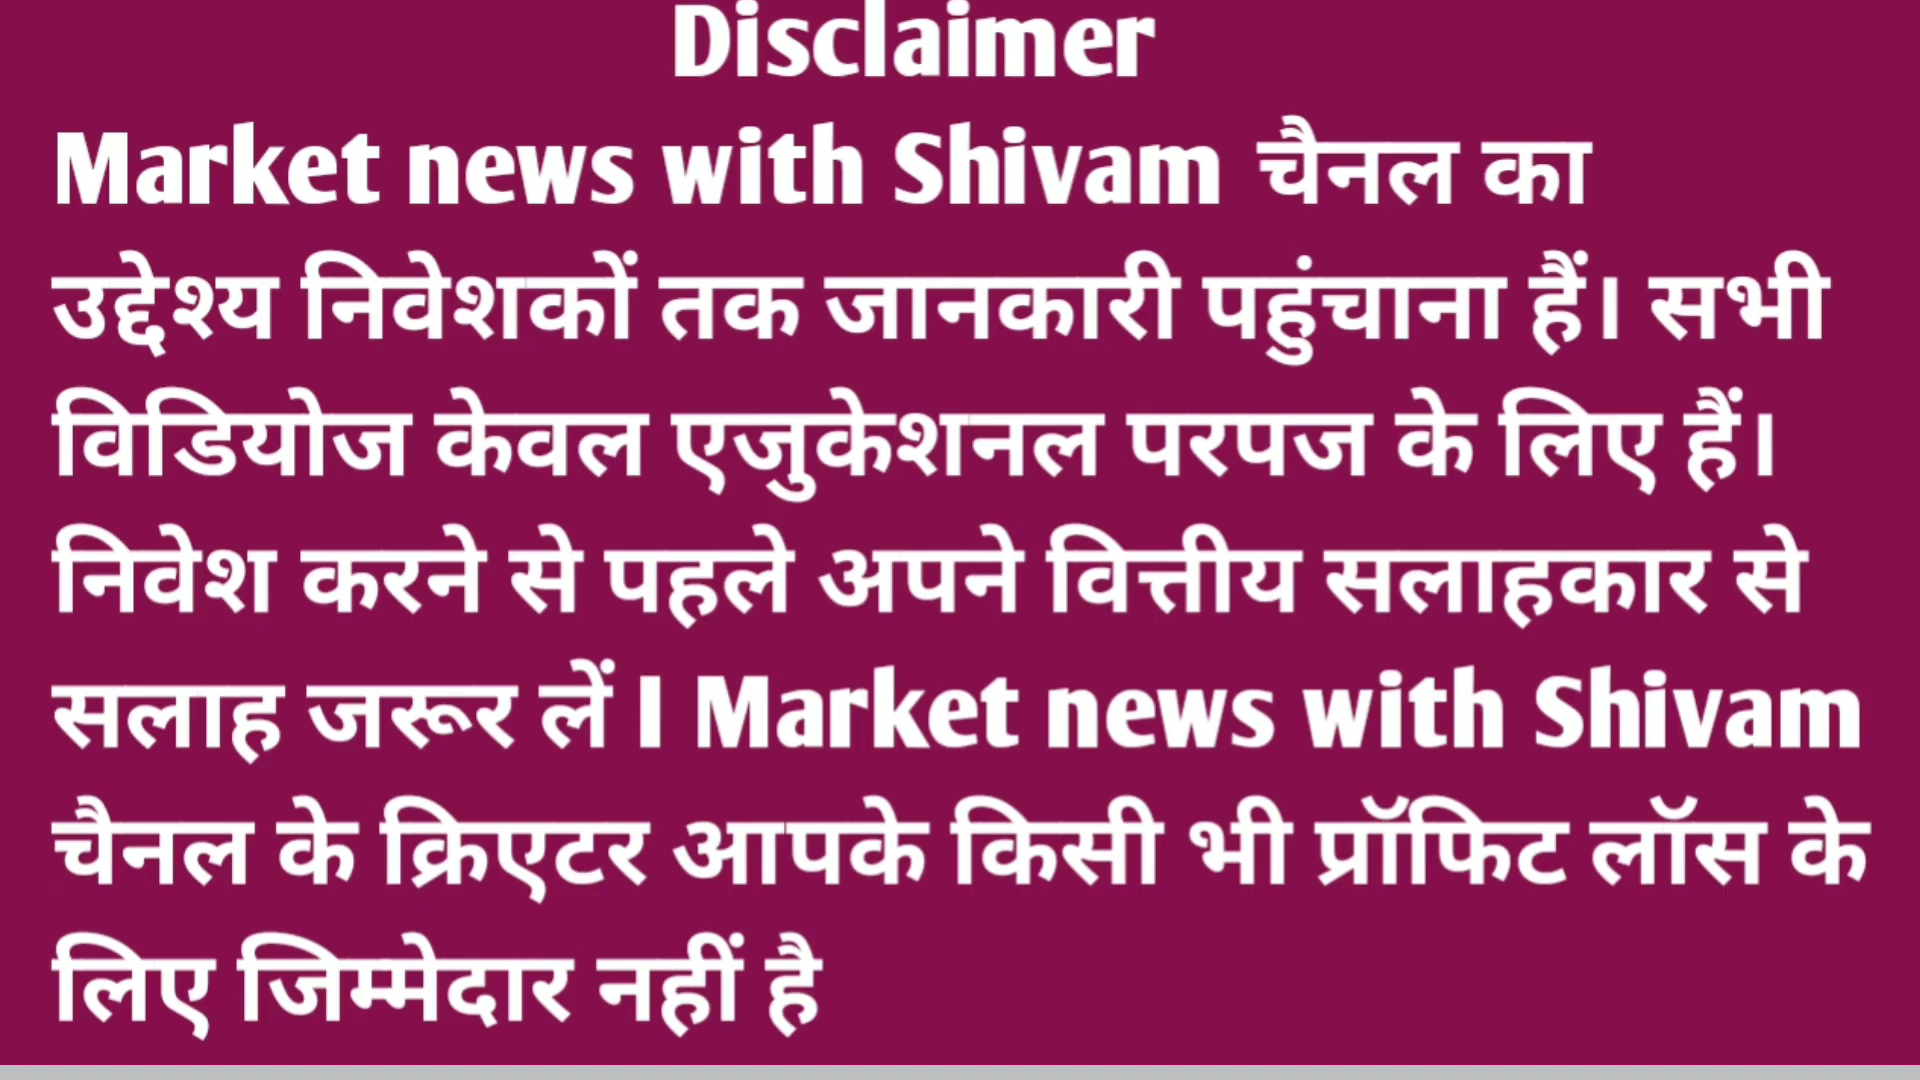 Disclaimer
Market news with Shivam चैनल का
उद्देश्य निवेशकों तक जानकारी पहुंचाना हैं। सभी
विडियोज केवल एजुकेशनल परपज के लिए हैं।
निवेश करने से पहले अपने वित्तीय सलाहकार से
सलाह जरूर लें I Market news with Shivam
चैनल के क्रिएटर आपके किसी भी प्रॉफिट लॉस के
लिए जिम्मेदार नहीं है